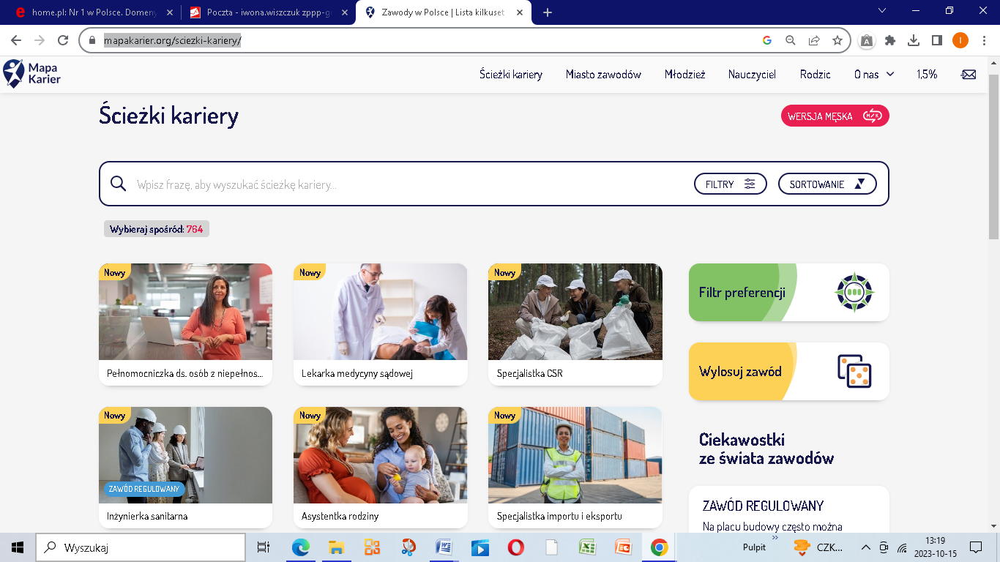 home.pl: Nr 1 w Polsce. Domeny
Poczta - iwona.wiszczuk zppp-g
Zawody w Polsce | Lista kilkuset
mapakarier.org/sciezki-kariery/
Mapa
Karier
Ścieżki kariery
Miasto zawodów
Młodzież
Nauczyciel
Rodzic
O nas
1,5%
Ścieżki kariery
WERSJA MĘSKA
M/K
Wpisz frazę, aby wyszukać ścieżkę kariery...
FILTRY
SORTOWANIE
Wybieraj spośród: 764
Nowy
Pełnomocniczka ds. osób z niepełnos...
Nowy
Lekarka medycyny sądowej
Nowy
Specjalistka CSR
Filtr preferencji
Wylosuj zawód
Nowy
ZAWÓD REGULOWANY
Inżynierka sanitarna
Nowy
Asystentka rodziny
Nowy
Specjalistka importu i eksportu
Ciekawostki
ze świata zawodów
ZAWÓD REGULOWANY
Na placu budowy często można
Wyszukaj
Pulpit
CZK...
13:19
2023-10-15